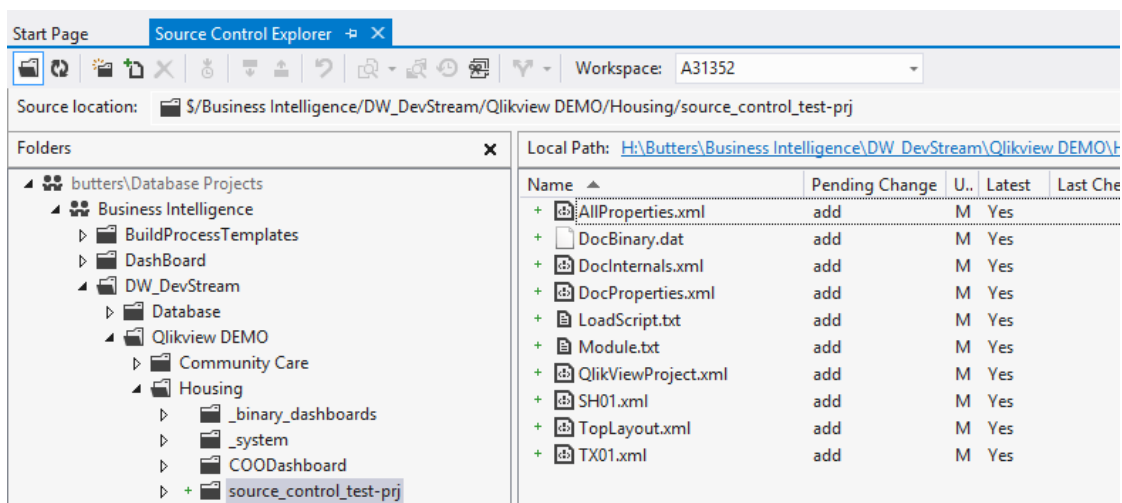 Start Page Source Control Explorer
Workspace: A31352
Source location: $/Business Intelligence/DW_DevStream/Qlikview DEMO/Housing/source_control_test-prj
Folders
butters\Database Projects
Business Intelligence
BuildProcessTemplates
DashBoard
DW_DevStream
Database
Qlikview DEMO
Community Care
Housing
_binary_dashboards
_system
COODashboard
+ source_control_test-prj
Local Path: H:\Butters\Business Intelligence\DW_DevStream\Qlikview DEMO\H
Name Pending Change U.. Latest Last Che
+ AllProperties.xml add M Yes
+ DocBinary.dat add M Yes
+ DocInternals.xml add M Yes
+ DocProperties.xml add M Yes
+ LoadScript.txt add M Yes
+ Module.txt add M Yes
+ QlikViewProject.xml add M Yes
+ SH01.xml add M Yes
+ TopLayout.xml add M Yes
+ TX01.xml add M Yes